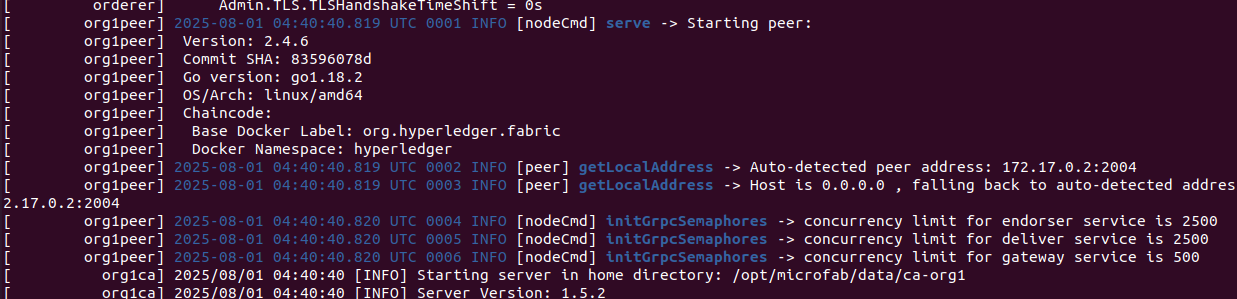 [        orderer]      Admin.TLS.TLSHandshakeTimeShift = 0s
[       org1peer] 2025-08-01 04:40:40.819 UTC 0001 INFO [nodeCmd] serve -> Starting peer:
[       org1peer]  Version: 2.4.6
[       org1peer]  Commit SHA: 83596078d
[       org1peer]  Go version: go1.18.2
[       org1peer]  OS/Arch: linux/amd64
[       org1peer]  Chaincode:
[       org1peer]   Base Docker Label: org.hyperledger.fabric
[       org1peer]   Docker Namespace: hyperledger
[       org1peer] 2025-08-01 04:40:40.819 UTC 0002 INFO [peer] getLocalAddress -> Auto-detected peer address: 172.17.0.2:2004
[       org1peer] 2025-08-01 04:40:40.819 UTC 0003 INFO [peer] getLocalAddress -> Host is 0.0.0.0 , falling back to auto-detected addres
2.17.0.2:2004
[       org1peer] 2025-08-01 04:40:40.820 UTC 0004 INFO [nodeCmd] initGrpcSemaphores -> concurrency limit for endorser service is 2500
[       org1peer] 2025-08-01 04:40:40.820 UTC 0005 INFO [nodeCmd] initGrpcSemaphores -> concurrency limit for deliver service is 2500
[       org1peer] 2025-08-01 04:40:40.820 UTC 0006 INFO [nodeCmd] initGrpcSemaphores -> concurrency limit for gateway service is 500
[         org1ca] 2025/08/01 04:40:40 [INFO] Starting server in home directory: /opt/microfab/data/ca-org1
[         org1ca] 2025/08/01 04:40:40 [INFO] Server Version: 1.5.2